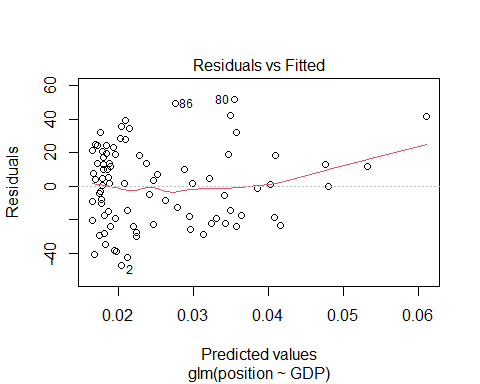 Residuals vs Fitted
Residuals
60
40
20
0
-40
86
80
2
0.02 0.03 0.04 0.05 0.06
Predicted values
glm(position ~ GDP)